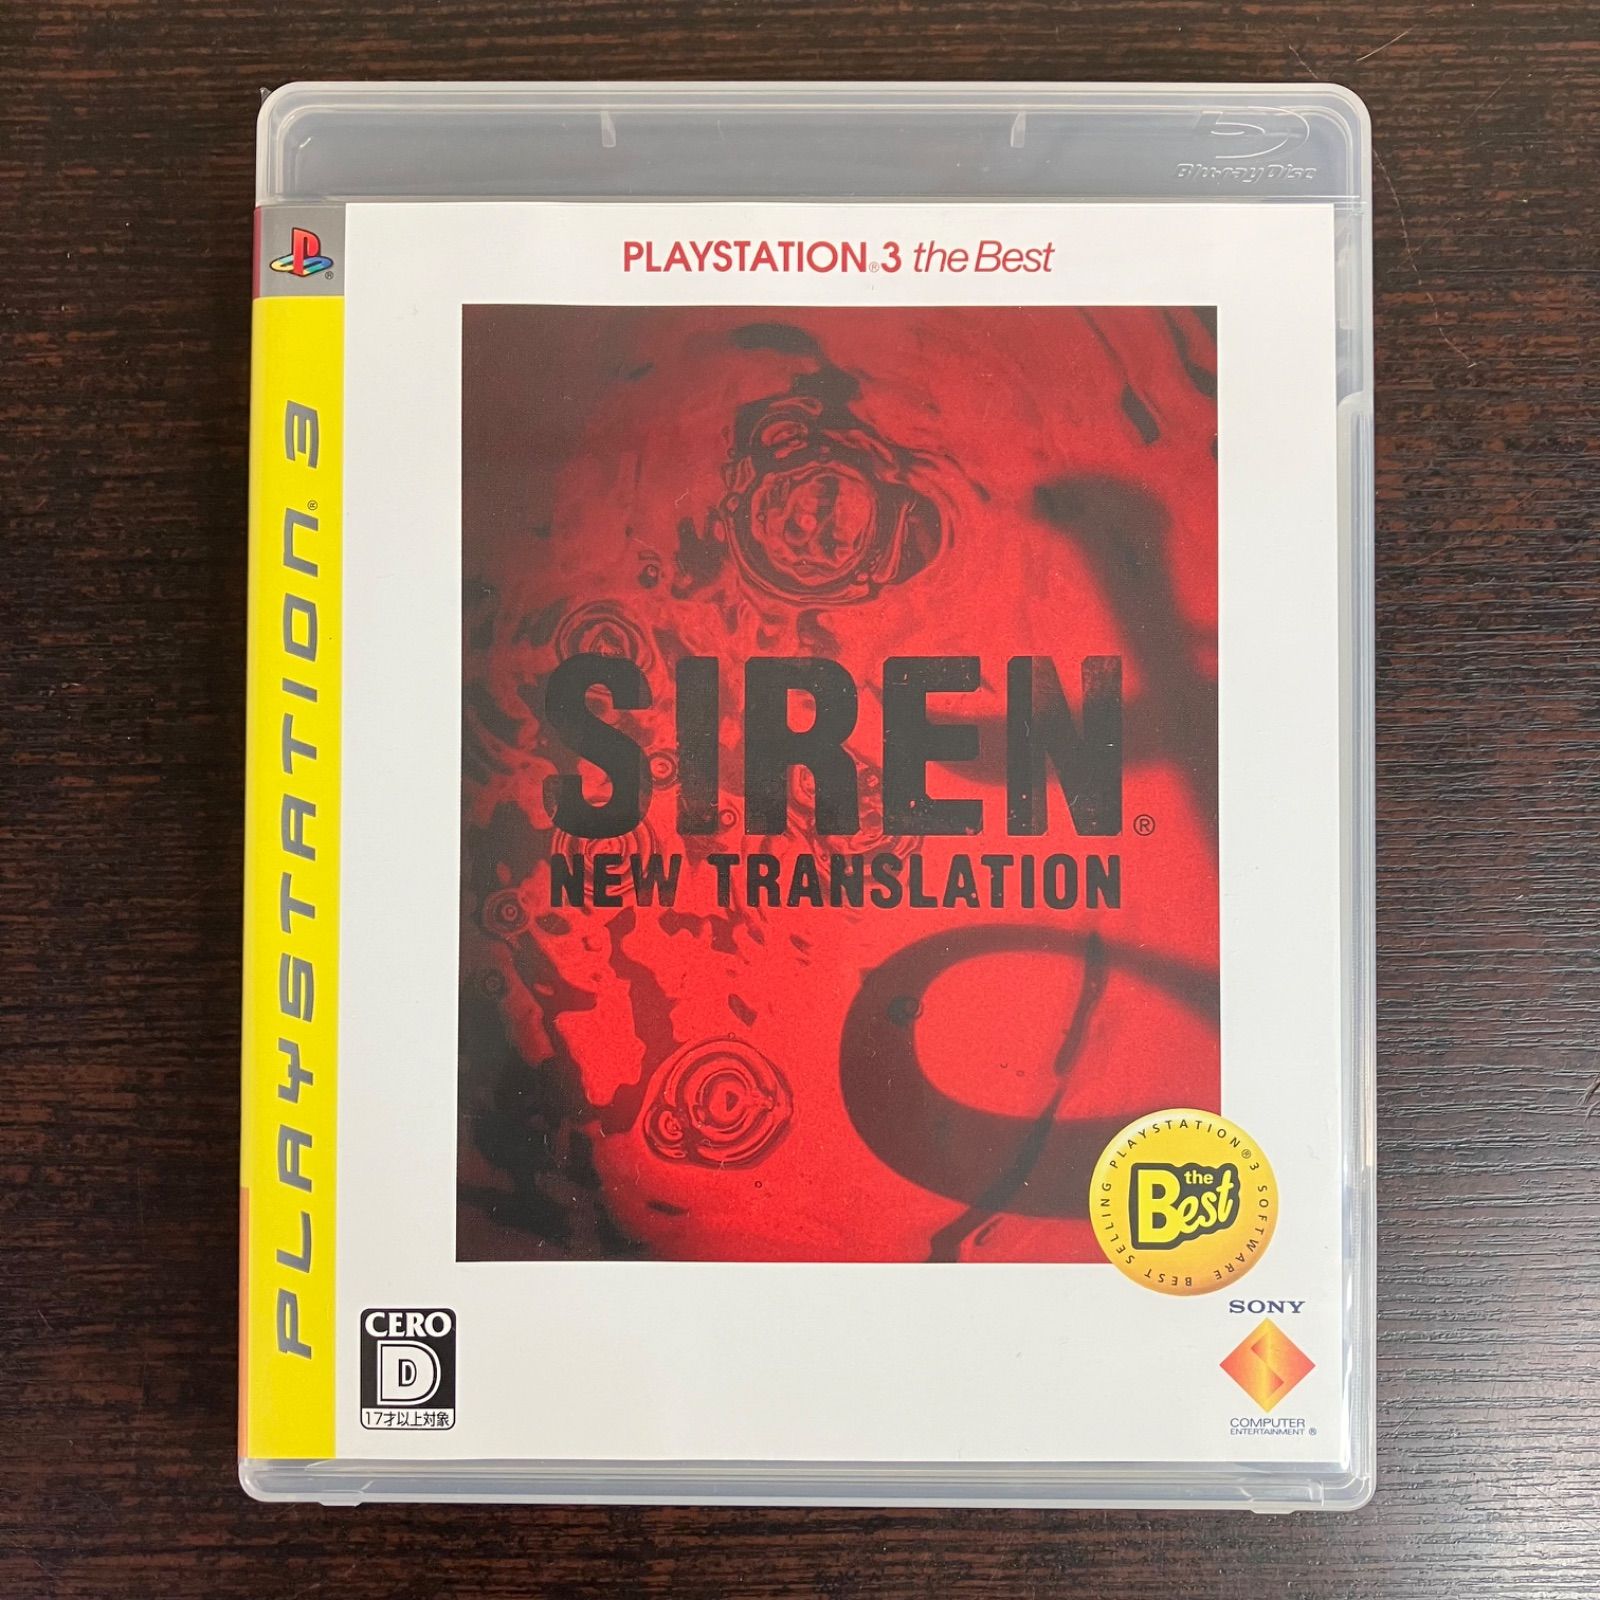 Blu-ray Disc
PLAYSTATION®3 the Best
PLAYSTATION®3
SIREN®
NEW TRANSLATION
PLAYSTATION®3 SOFTWARE BEST SELLING
the
Best
SONY
COMPUTER
ENTERTAINMENT®
CERO
D
17才以上対象